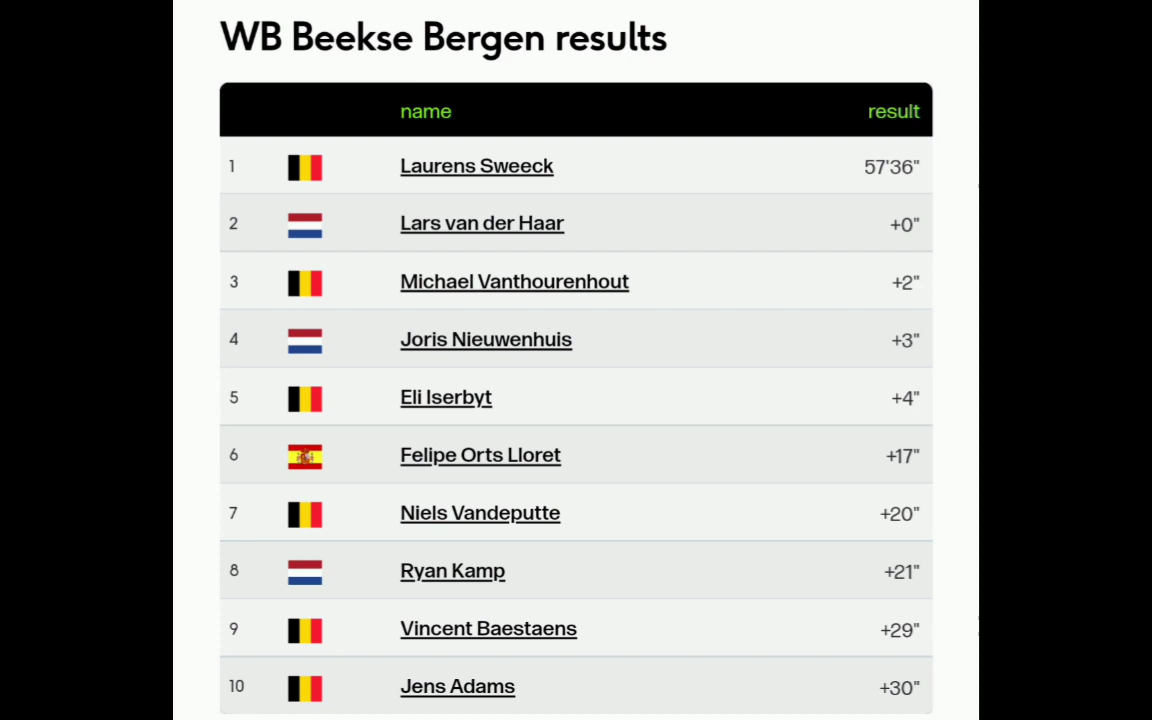 WB Beekse Bergen results
name result
1 Laurens Sweeck 57'36"
2 Lars van der Haar +0"
3 Michael Vanthourenhout +2"
4 Joris Nieuwenhuis +3"
5 Eli Iserbyt +4"
6 Felipe Orts Lloret +17"
7 Niels Vandeputte +20"
8 Ryan Kamp +21"
9 Vincent Baestaens +29"
10 Jens Adams +30"